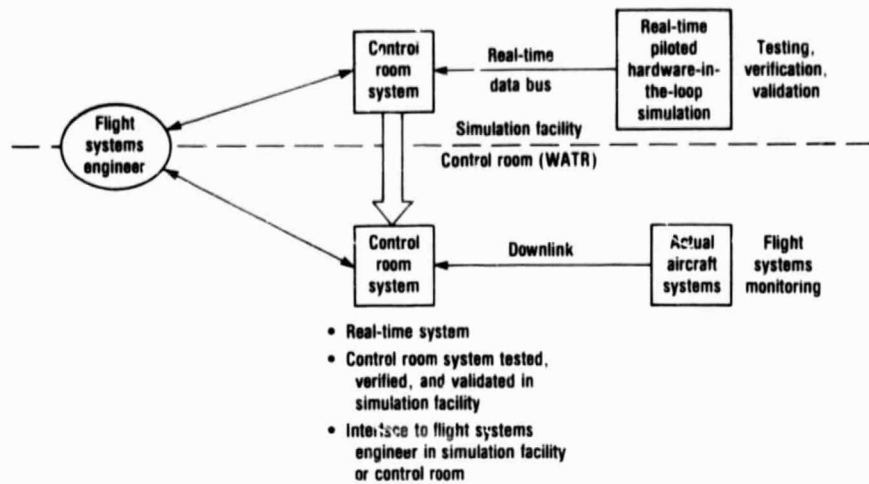 Control
room
system
Real-time
data bus
Real-time
piloted
hardware-in-
the-loop
simulation
Testing,
verification,
validation
Flight
systems
engineer
Simulation facility
Control room (WATR)
Control
room
system
Downlink
Actual
aircraft
systems
Flight
systems
monitoring
• Real-time system
• Control room system tested,
verified, and validated in
simulation facility
• Interface to flight systems
engineer in simulation facility
or control room